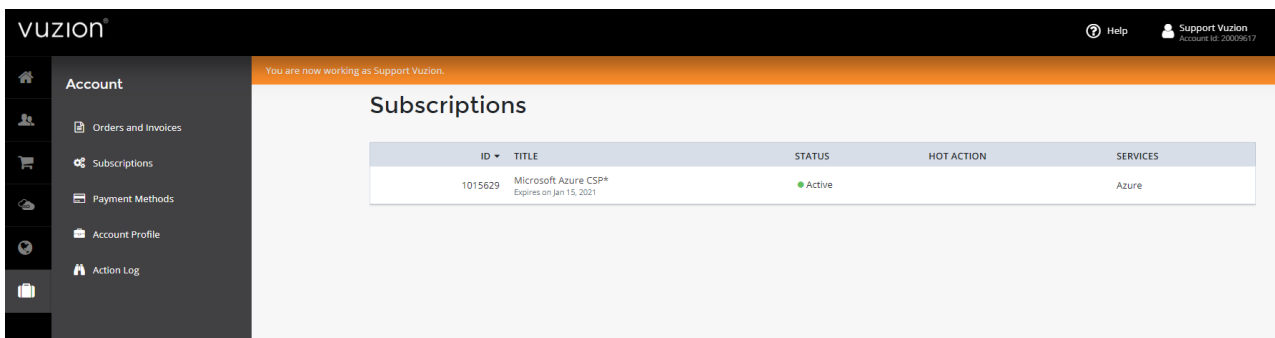 vuzion®
Help
Support Vuzion
Account Id: 20009617
You are now working as Support Vuzion.
Account
Orders and Invoices
Subscriptions
Payment Methods
Account Profile
Action Log
Subscriptions
ID TITLE STATUS HOT ACTION SERVICES
1015629 Microsoft Azure CSP* Active Azure
Expires on Jan 15, 2021